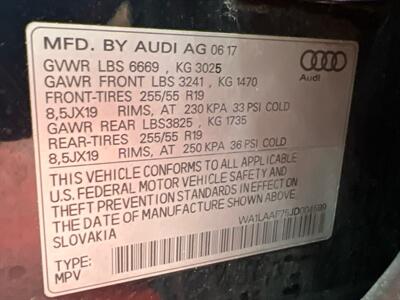 MFD. BY AUDI AG 06 17
Audi
GVWR LBS 6669 , KG 3025
GAWR FRONT LBS 3241 , KG 1470
FRONT-TIRES 255/55 R19
8,5JX19 RIMS, AT 230 KPA 33 PSI COLD
GAWR REAR LBS3825 , KG 1735
REAR-TIRES 255/55 R19
8,5JX19 RIMS, AT 250 KPA 36 PSI COLD
THIS VEHICLE CONFORMS TO ALL APPLICABLE
U.S. FEDERAL MOTOR VEHICLE SAFETY AND
THEFT PREVENTION STANDARDS IN EFFECT ON
THE DATE OF MANUFACTURE SHOWN ABOVE.
SLOVAKIA
TYPE:
MPV